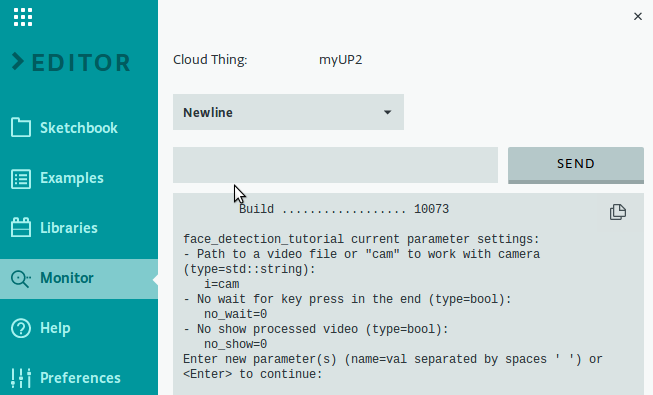 EDITOR
Sketchbook
Examples
Libraries
Monitor
Help
Preferences
Cloud Thing: myUP2
Newline
SEND
Build .................. 10073
face_detection_tutorial current parameter settings:
- Path to a video file or "cam" to work with camera
(type=std::string):
i=cam
- No wait for key press in the end (type=bool):
no_wait=0
- No show processed video (type=bool):
no_show=0
Enter new parameter(s) (name=val separated by spaces ' ') or
<Enter> to continue: